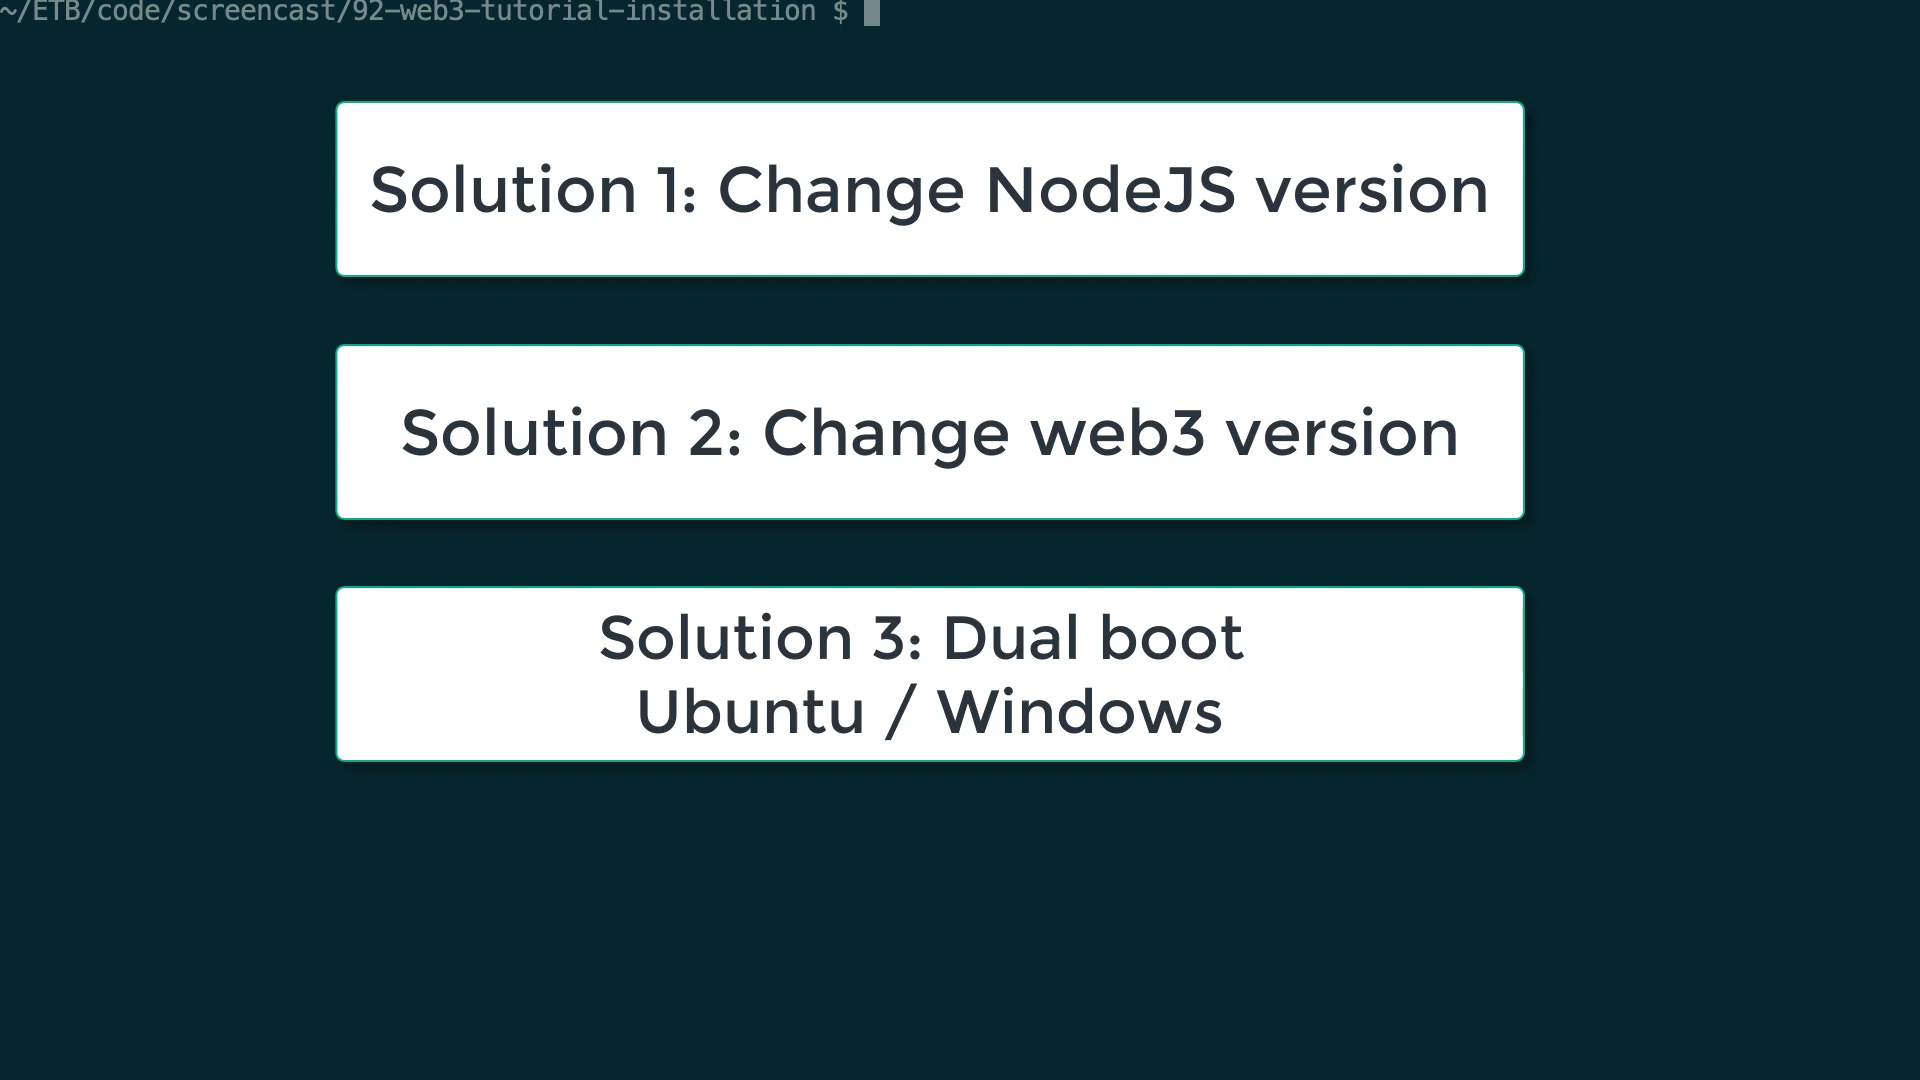 ~/ETB/code/screencast/92-web3-tutorial-installation $
Solution 1: Change NodeJS version
Solution 2: Change web3 version
Solution 3: Dual boot
Ubuntu / Windows